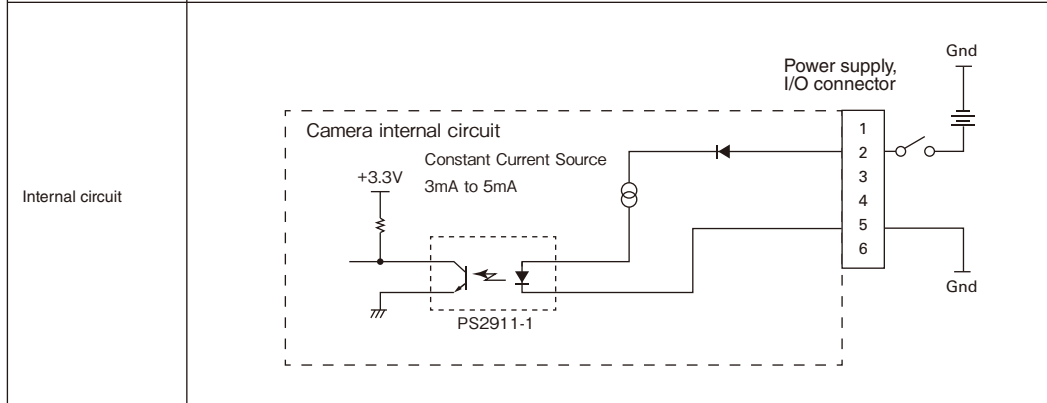 Internal circuit
Gnd
Power supply,
I/O connector
Camera internal circuit
Constant Current Source
3mA to 5mA
+3.3V
1
2
3
4
5
6
PS2911-1
Gnd